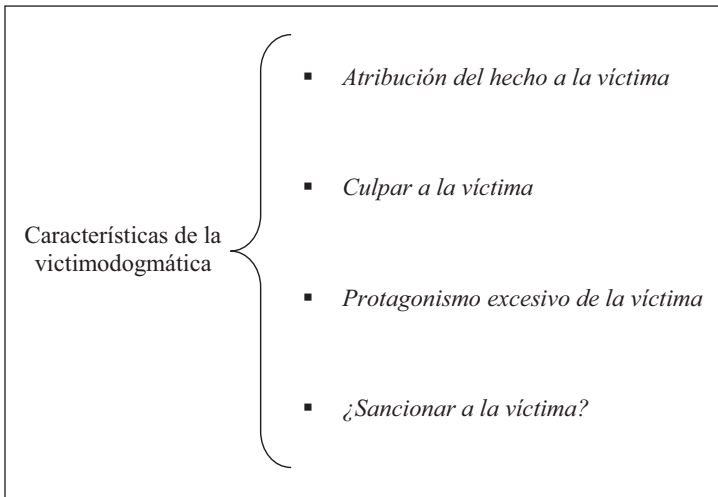 ▪ Atribución del hecho a la víctima
▪ Culpar a la víctima
Características de la
victimodogmática
▪ Protagonismo excesivo de la víctima
▪ ¿Sancionar a la víctima?